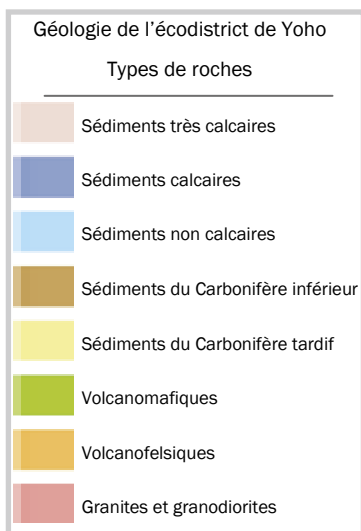 Géologie de l’écodistrict de Yoho
Types de roches
Sédiments très calcaires
Sédiments calcaires
Sédiments non calcaires
Sédiments du Carbonifère inférieur
Sédiments du Carbonifère tardif
Volcanomafiques
Volcanofelsiques
Granites et granodiorites